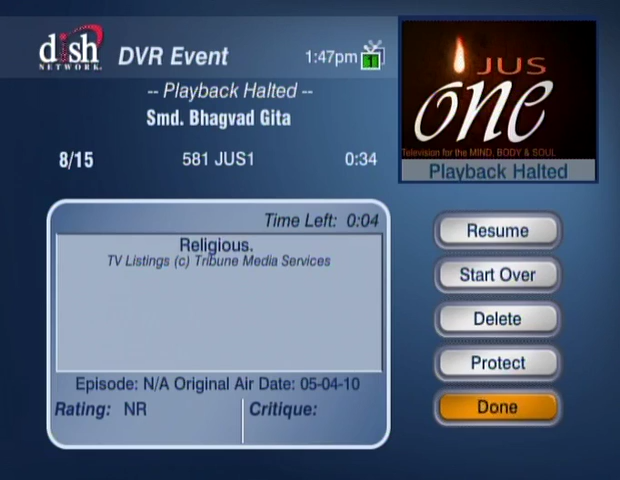 dish
NETWORK.
DVR Event
1:47pm
1
-- Playback Halted --
Smd. Bhagvad Gita
8/15 581 JUS1 0:34
JUS
one
Television for the MIND, BODY & SOUL
Playback Halted
Time Left: 0:04
Religious.
TV Listings (c) Tribune Media Services
Episode: N/A Original Air Date: 05-04-10
Rating: NR Critique:
Resume
Start Over
Delete
Protect
Done